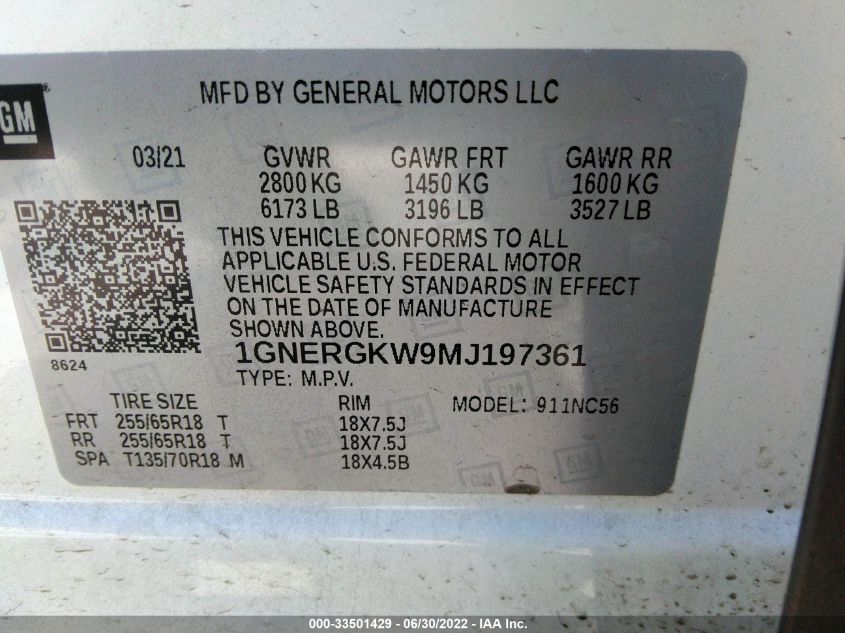 GM
MFD BY GENERAL MOTORS LLC
03/21 GVWR GAWR FRT GAWR RR
2800 KG 1450 KG 1600 KG
6173 LB 3196 LB 3527 LB
THIS VEHICLE CONFORMS TO ALL
APPLICABLE U.S. FEDERAL MOTOR
VEHICLE SAFETY STANDARDS IN EFFECT
ON THE DATE OF MANUFACTURE
SHOWN ABOVE.
1GNERGKW9MJ197361
8624
TYPE: M.P.V.
TIRE SIZE RIM MODEL: 911NC56
FRT 255/65R18 T 18X7.5J
RR 255/65R18 T 18X7.5J
SPA T135/70R18 M 18X4.5B
000-33501429 - 06/30/2022 - IAA Inc.